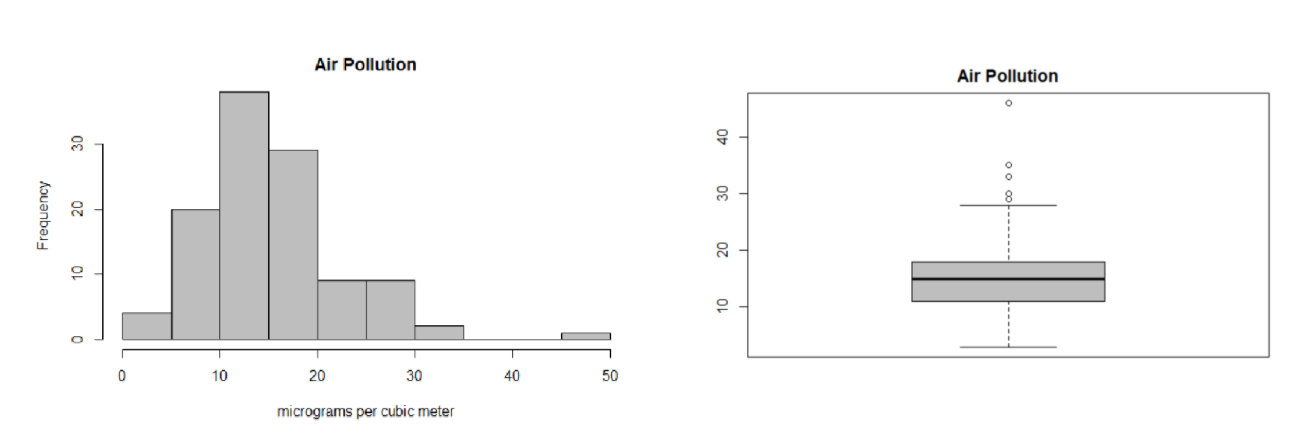 Air Pollution
30
20
10
0
Frequency
0 10 20 30 40 50
micrograms per cubic meter
Air Pollution
40
30
20
10